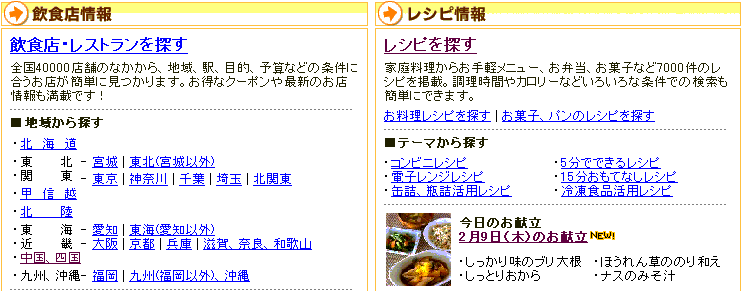 飲食店情報
飲食店・レストランを探す
全国40000店舗のなかから、地域、駅、目的、予算などの条件に
合うお店が簡単に見つかります。お得なクーポンや最新のお店
情報も満載です！
■地域から探す
・北 海 道
・東　　北 - 宮城 | 東北(宮城以外)
・関　　東 - 東京 | 神奈川 | 千葉 | 埼玉 | 北関東
・甲 信 越
・北　　陸
・東　　海 - 愛知 | 東海(愛知以外)
・近　　畿 - 大阪 | 京都 | 兵庫 | 滋賀、奈良、和歌山
・中国、四国
・九州、沖縄- 福岡 | 九州(福岡以外)、沖縄
レシピ情報
レシピを探す
家庭料理からお手軽メニュー、お弁当、お菓子など7000件のレ
シピを掲載。調理時間やカロリーなどいろいろな条件での検索も
簡単にできます。
お料理レシピを探す | お菓子、パンのレシピを探す
■テーマから探す
・コンビニレシピ ・5分でできるレシピ
・電子レンジレシピ ・15分おもてなしレシピ
・缶詰、瓶詰活用レシピ ・冷凍食品活用レシピ
今日のお献立
2月9日(木)のお献立 NEW!
・しっかり味のブリ大根 ・ほうれん草ののり和え
・しっとりおから ・ナスのみそ汁